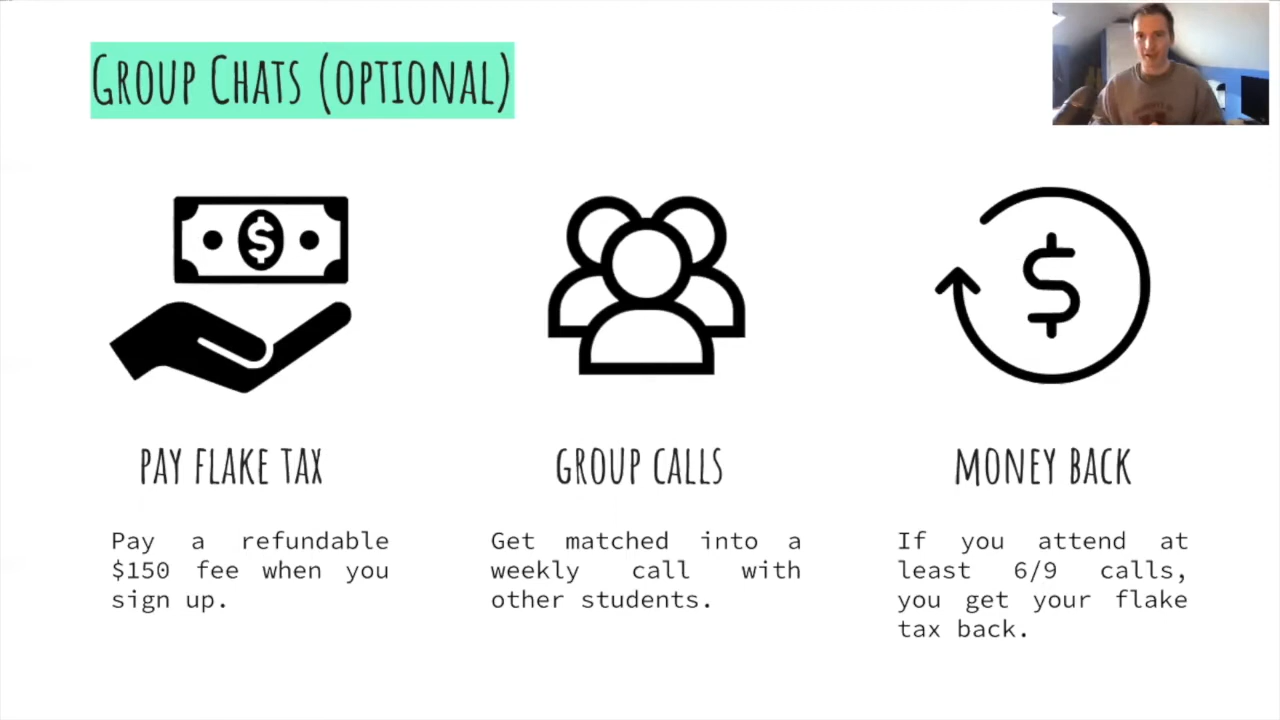 GROUP CHATS (OPTIONAL)
PAY FLAKE TAX
Pay a refundable
$150 fee when you
sign up.
GROUP CALLS
Get matched into a
weekly call with
other students.
MONEY BACK
If you attend at
least 6/9 calls,
you get your flake
tax back.